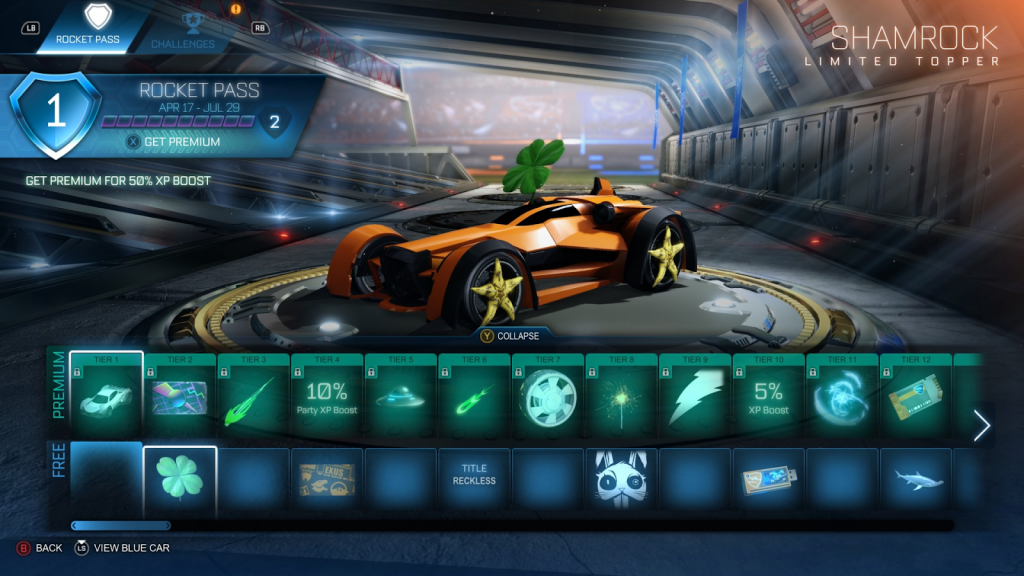 LB
ROCKET PASS
CHALLENGES
RB
SHAMROCK
LIMITED TOPPER
1
ROCKET PASS
APR 17 - JUL 29
2
X GET PREMIUM
GET PREMIUM FOR 50% XP BOOST
Y COLLAPSE
PREMIUM
TIER 1
TIER 2
TIER 3
TIER 4
TIER 5
TIER 6
TIER 7
TIER 8
TIER 9
TIER 10
TIER 11
TIER 12
10%
Party XP Boost
5%
XP Boost
FREE
TITLE
RECKLESS
B BACK
LS VIEW BLUE CAR